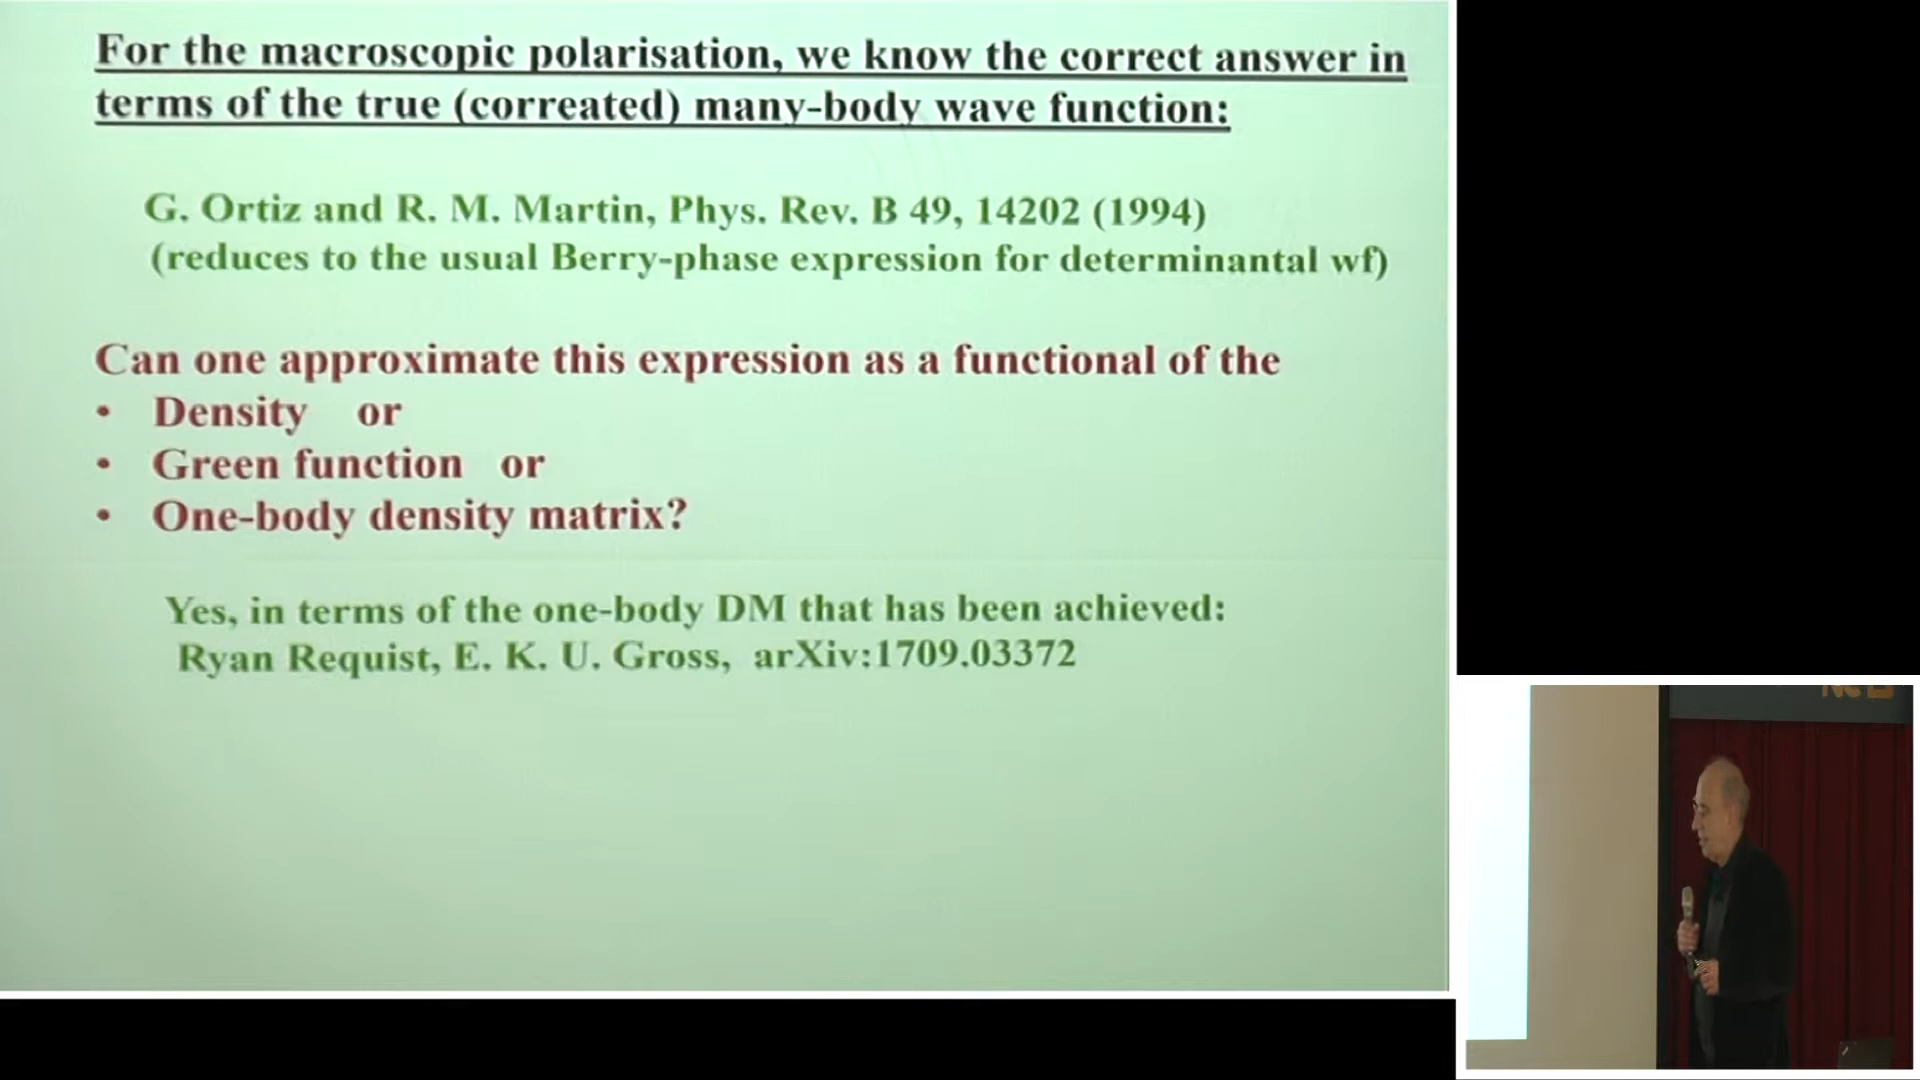 For the macroscopic polarisation, we know the correct answer in
terms of the true (correated) many-body wave function:
G. Ortiz and R. M. Martin, Phys. Rev. B 49, 14202 (1994)
(reduces to the usual Berry-phase expression for determinantal wf)
Can one approximate this expression as a functional of the
• Density or
• Green function or
• One-body density matrix?
Yes, in terms of the one-body DM that has been achieved:
Ryan Requist, E. K. U. Gross, arXiv:1709.03372